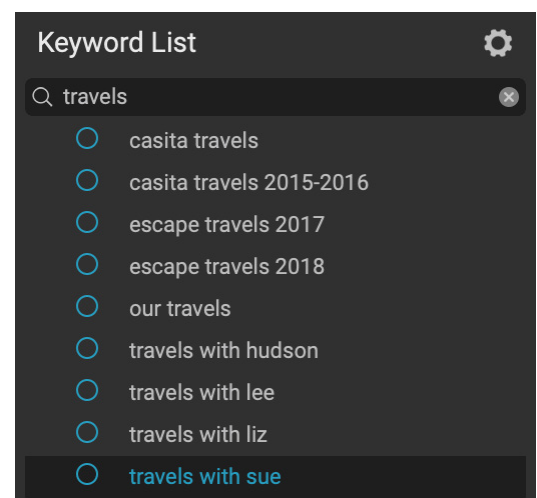 Keyword List
travels
casita travels
casita travels 2015-2016
escape travels 2017
escape travels 2018
our travels
travels with hudson
travels with lee
travels with liz
travels with sue